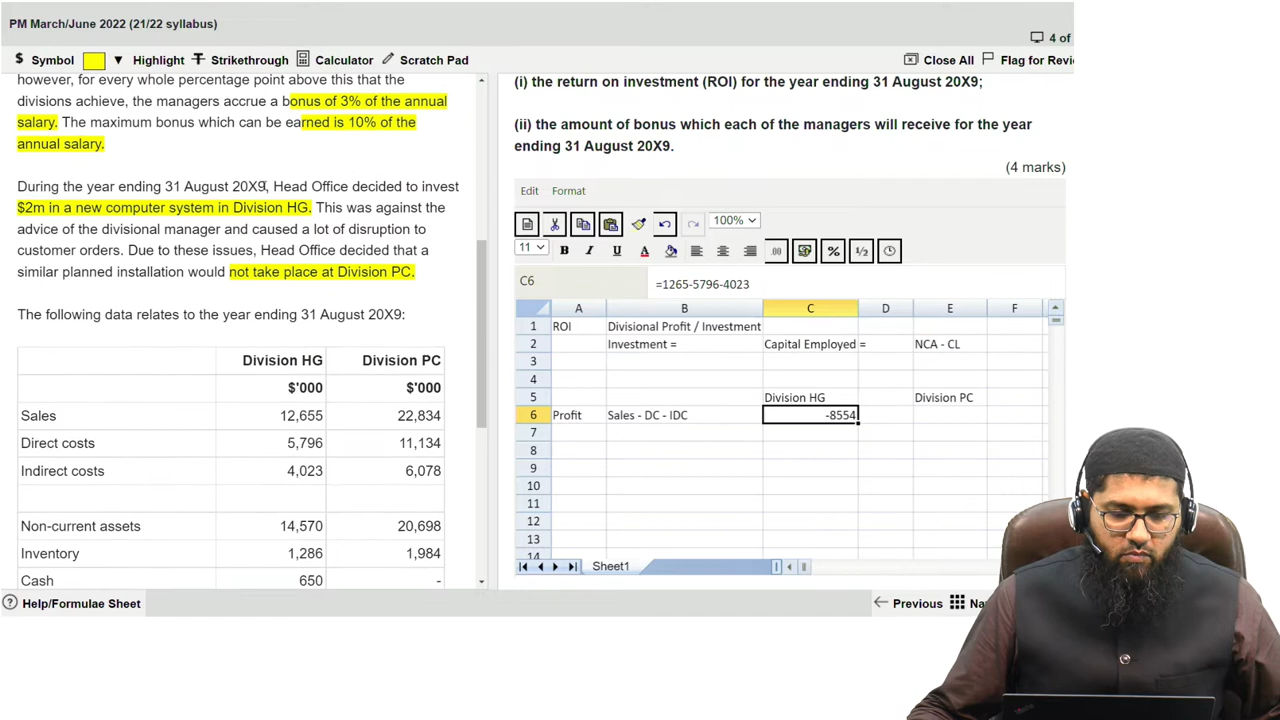 PM March/June 2022 (21/22 syllabus)
4 of
$ Symbol Highlight Strikethrough Calculator Scratch Pad
Close All Flag for Revie
however, for every whole percentage point above this that the
divisions achieve, the managers accrue a bonus of 3% of the annual
salary. The maximum bonus which can be earned is 10% of the
annual salary.
During the year ending 31 August 20X9, Head Office decided to invest
$2m in a new computer system in Division HG. This was against the
advice of the divisional manager and caused a lot of disruption to
customer orders. Due to these issues, Head Office decided that a
similar planned installation would not take place at Division PC.
The following data relates to the year ending 31 August 20X9:
Division HG Division PC
$'000 $'000
Sales 12,655 22,834
Direct costs 5,796 11,134
Indirect costs 4,023 6,078
Non-current assets 14,570 20,698
Inventory 1,286 1,984
Cash 650 -
(i) the return on investment (ROI) for the year ending 31 August 20X9;
(ii) the amount of bonus which each of the managers will receive for the year
ending 31 August 20X9.
(4 marks)
Edit Format
100%
11 B I U A .00 % 1/2
C6 =1265-5796-4023
A B C D E F
1 ROI Divisional Profit / Investment
2 Investment = Capital Employed = NCA - CL
3
4
5 Division HG Division PC
6 Profit Sales - DC - IDC -8554
7
8
9
10
11
12
13
14
Sheet1
? Help/Formulae Sheet
Previous Na